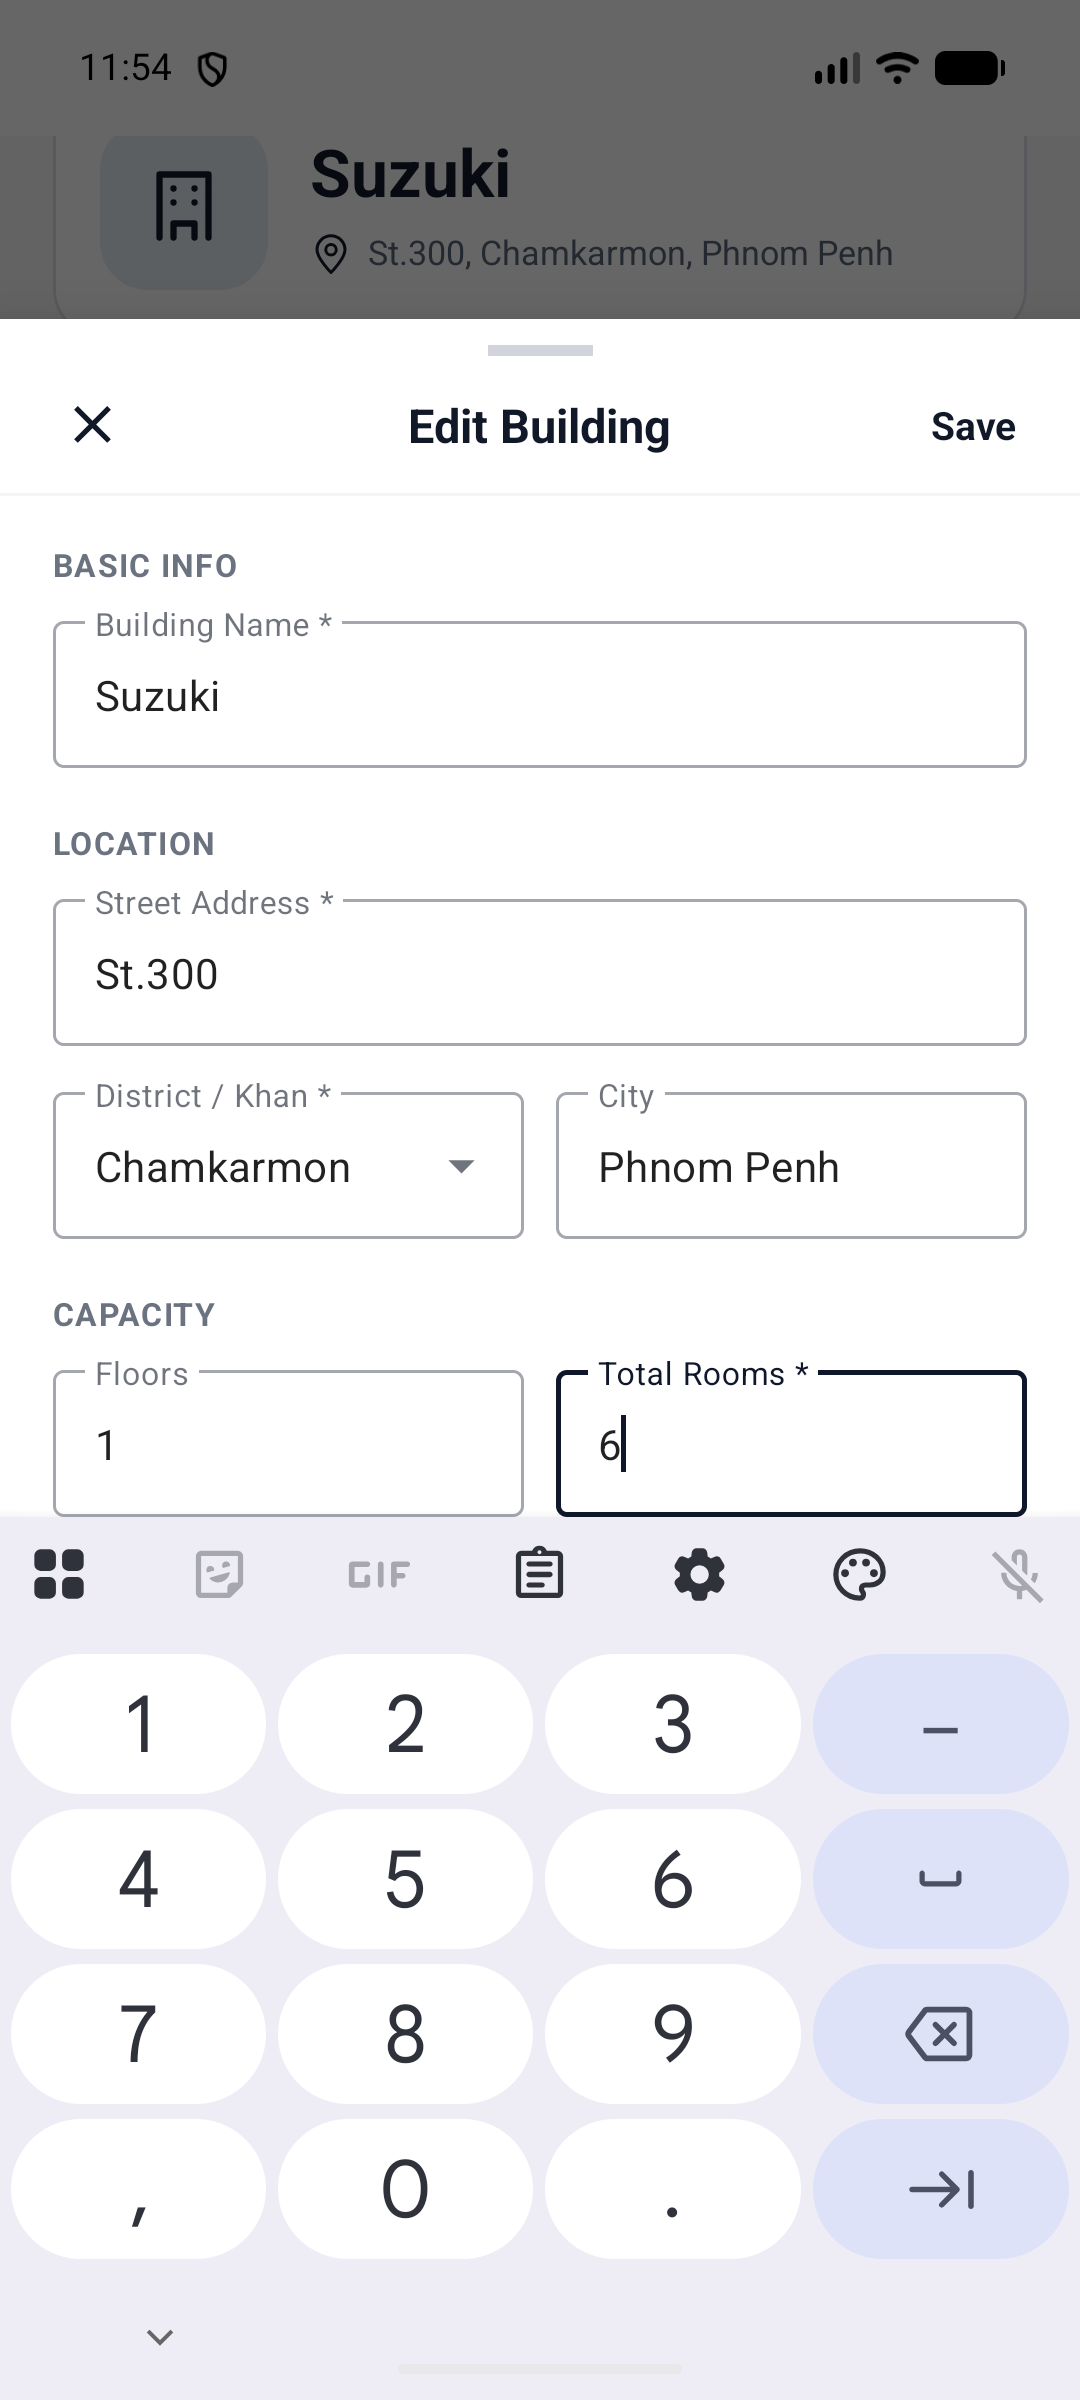 11:54
Suzuki
St.300, Chamkarmon, Phnom Penh
Edit Building
Save
BASIC INFO
Building Name *
Suzuki
LOCATION
Street Address *
St.300
District / Khan *
Chamkarmon
City
Phnom Penh
CAPACITY
Floors
1
Total Rooms *
6
GIF
1 2 3 –
4 5 6
7 8 9
, 0 .